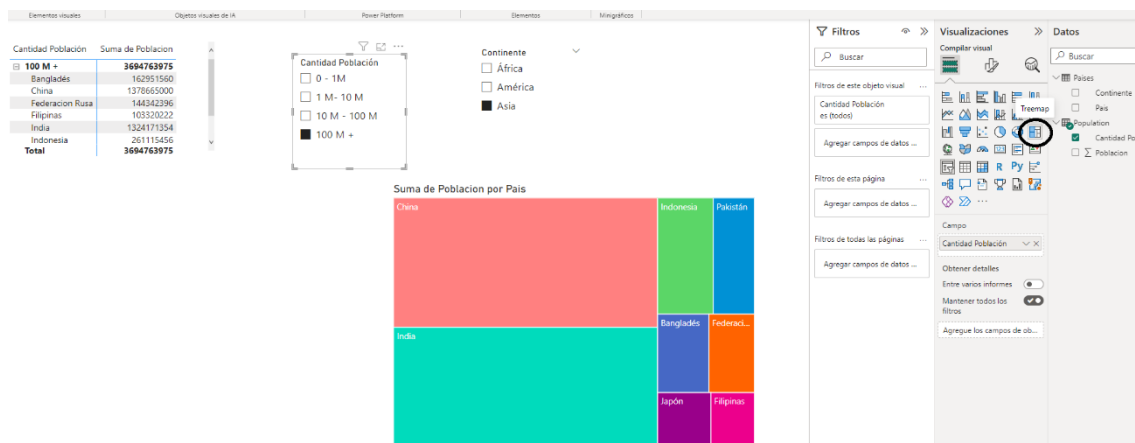 Elementos visuales
Objetos visuales de IA
Power Platform
Elementos
Minigráficos
Cantidad Población Suma de Poblacion
100 M + 3694763975
Bangladés 162951560
China 1378665000
Federacion Rusa 144342396
Filipinas 103320222
India 1324171354
Indonesia 261115456
Total 3694763975
Cantidad Población
0 - 1M
1 M- 10 M
10 M - 100 M
100 M +
Continente
África
América
Asia
Suma de Poblacion por Pais
China
Indonesia
Pakistán
India
Bangladés
Federaci...
Japón
Filipinas
Filtros
Buscar
Filtros de este objeto visual ...
Cantidad Población
es (todos)
Agregar campos de datos ...
Filtros de esta página ...
Agregar campos de datos ...
Filtros de todas las páginas ...
Agregar campos de datos ...
Visualizaciones
Compilar visual
Treemap
R Py
...
Campo
Cantidad Población
Obtener detalles
Entre varios informes
Mantener todos los
filtros
Agregue los campos de ob...
Datos
Buscar
Paises
Continente
Pais
Population
Cantidad Po
Σ Poblacion